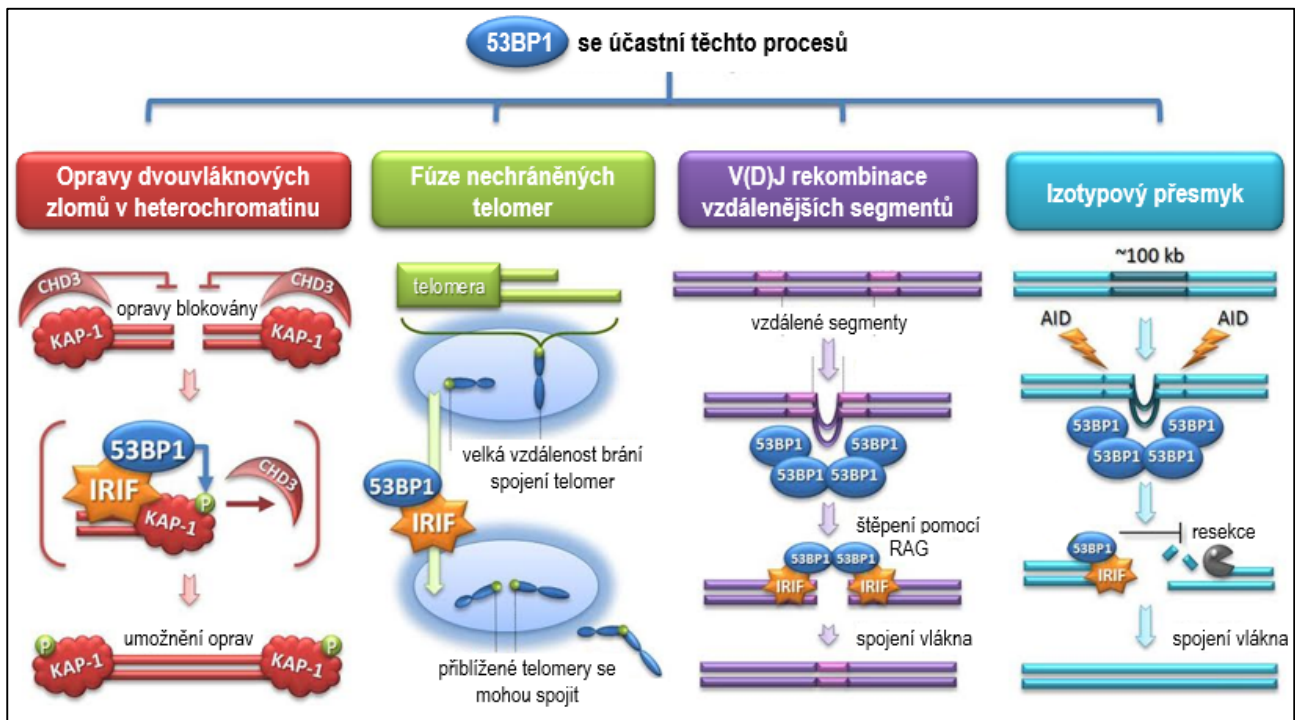 53BP1 se účastní těchto procesů
Opravy dvouvláknových
zlomů v heterochromatinu
CHD3
CHD3
opravy blokovány
KAP-1
KAP-1
53BP1
IRIF
P
KAP-1
CHD3
umožnění oprav
P
KAP-1
P
KAP-1
Fúze nechráněných
telomer
telomera
velká vzdálenost brání
spojení telomer
53BP1
IRIF
přiblížené telomery se
mohou spojit
V(D)J rekombinace
vzdálenějších segmentů
vzdálené segmenty
53BP1
53BP1
53BP1
53BP1
štěpení pomocí
RAG
53BP1
53BP1
IRIF
IRIF
spojení vlákna
Izotypový přesmyk
~100 kb
AID
AID
53BP1
53BP1
53BP1
53BP1
53BP1
resekce
IRIF
spojení vlákna